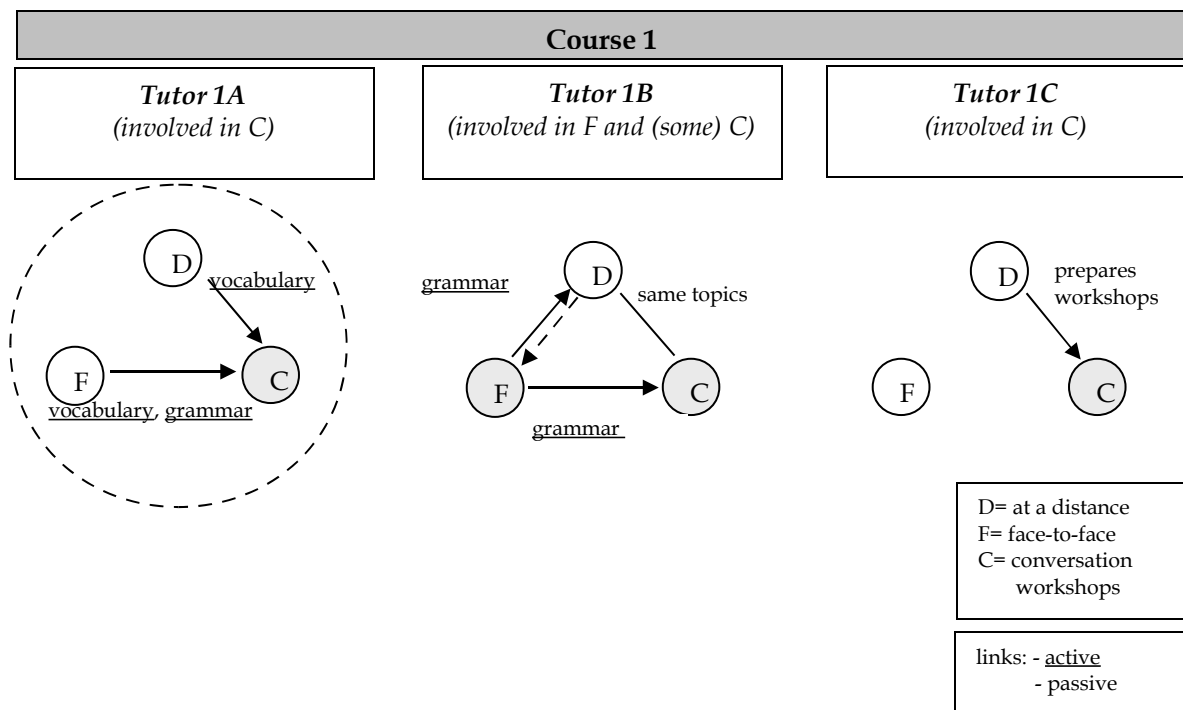 Course 1
Tutor 1A
(involved in C)
Tutor 1B
(involved in F and (some) C)
Tutor 1C
(involved in C)
D
vocabulary
F
C
vocabulary, grammar
grammar
D
same topics
F
C
grammar
D
prepares
workshops
F
C
D= at a distance
F= face-to-face
C= conversation
workshops
links: - active
- passive